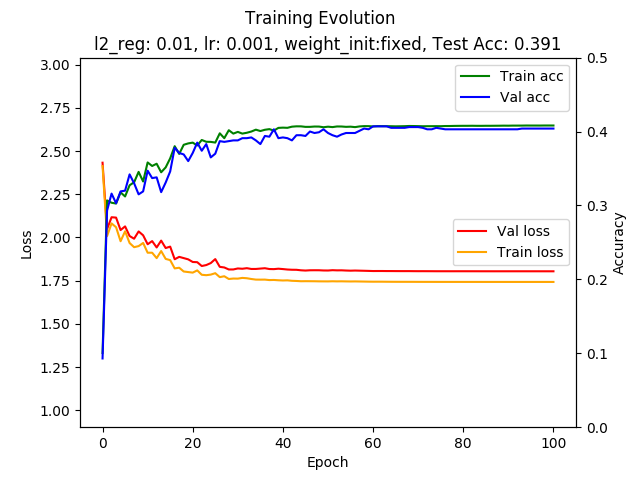 Training Evolution
l2_reg: 0.01, lr: 0.001, weight_init:fixed, Test Acc: 0.391
3.00
2.75
2.50
2.25
2.00
1.75
1.50
1.25
1.00
Loss
0.5
0.4
0.3
0.2
0.1
0.0
Accuracy
Train acc
Val acc
Val loss
Train loss
0
20
40
60
80
100
Epoch